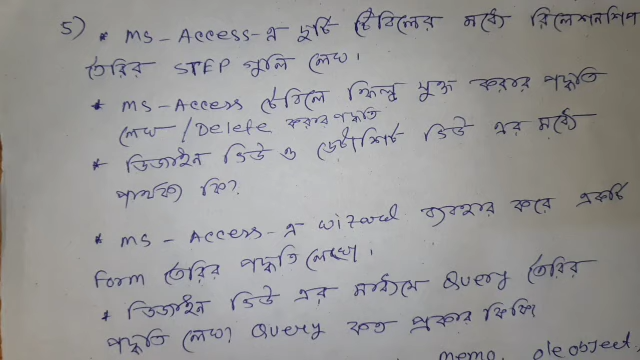 5) * MS-Access-এ দুটি টেবিলের মধ্যে রিলেশনশিপ
তৈরির STEP গুলি লেখ।
* MS-Access টেবিলে ফিল্ড যুক্ত করার পদ্ধতি
লেখ / Delete করার পদ্ধতি
* ডিজাইন ভিউ ও ডেটাশিট ভিউ এর মধ্যে
পার্থক্য কি?
* MS-Access-এ wizard ব্যবহার করে একটি
Form তৈরির পদ্ধতি লেখো।
* ডিজাইন ভিউ এর মাধ্যমে Query তৈরির
পদ্ধতি লেখ। Query কত প্রকার কিকি?
memo, ole object